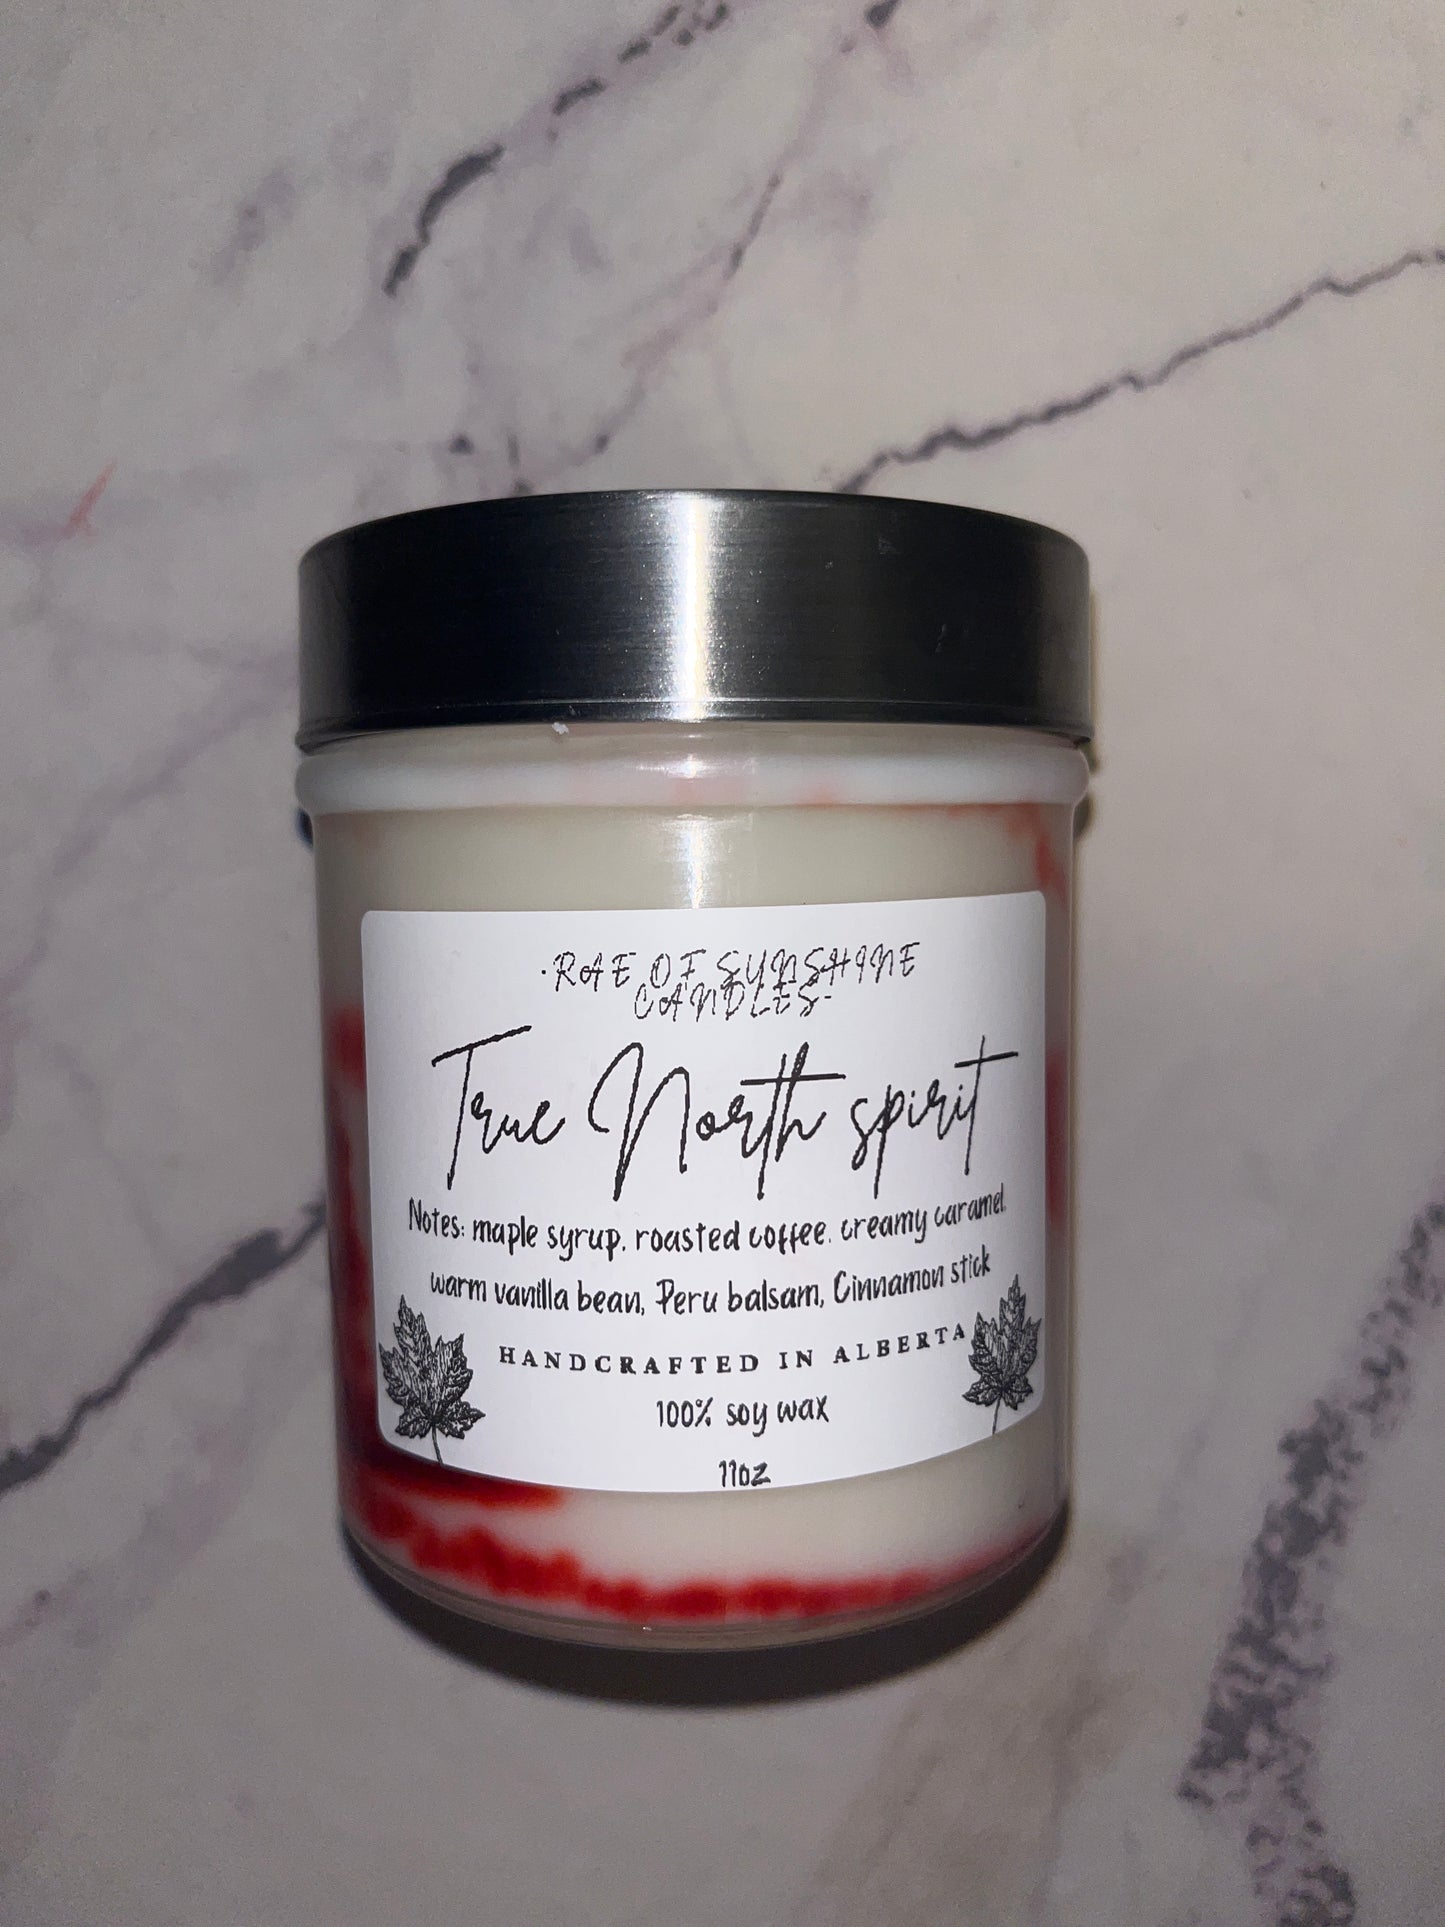 ·RAE OF SUNSHINE
CANDLES·
True North spirit
Notes: maple syrup, roasted coffee, creamy caramel,
warm vanilla bean, Peru balsam, Cinnamon stick
HANDCRAFTED IN ALBERTA
100% soy wax
11oz